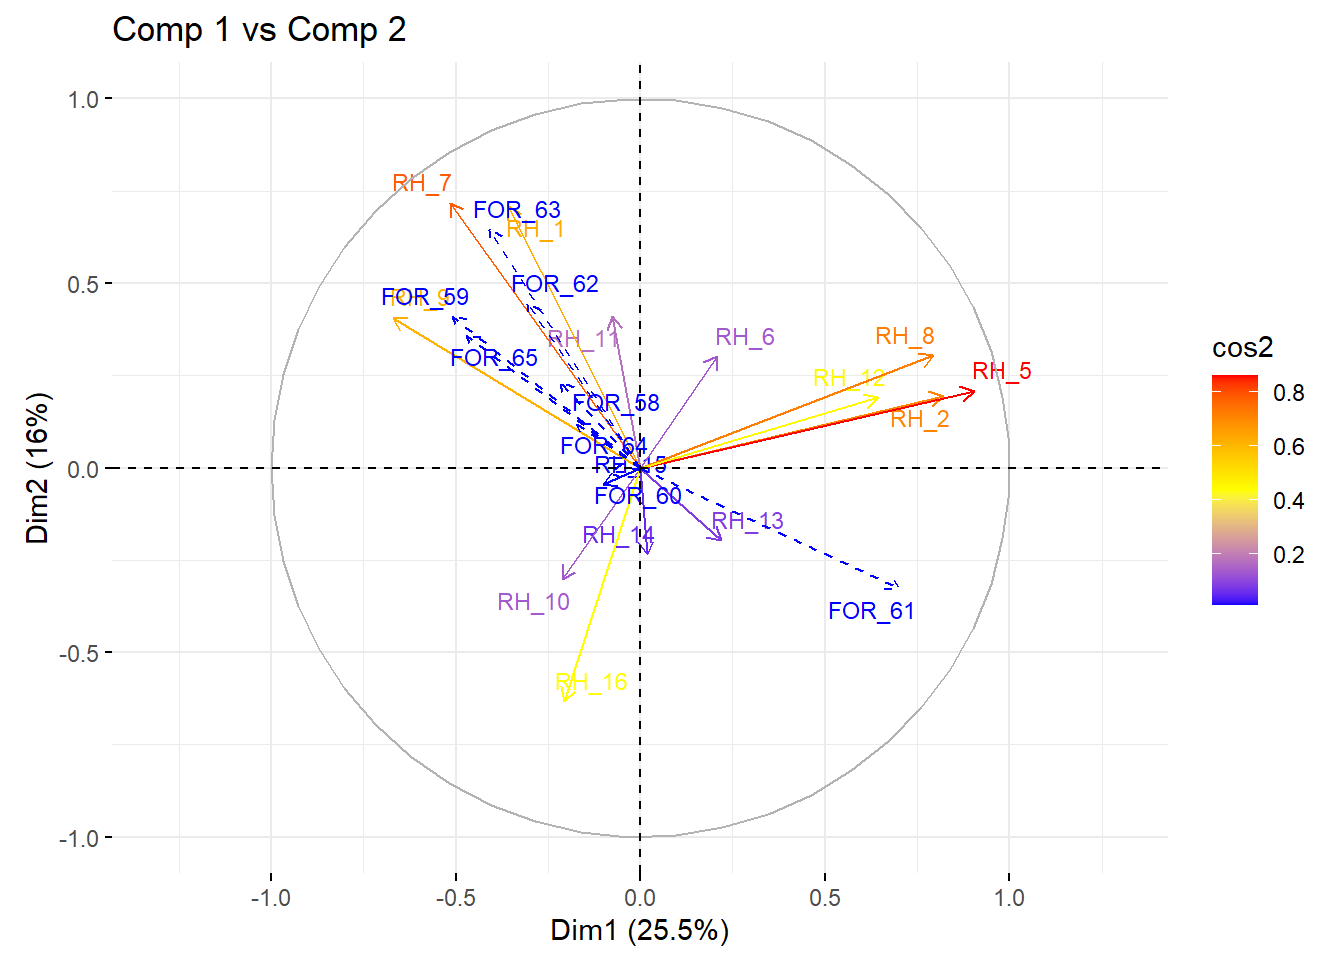 Comp 1 vs Comp 2
1.0
0.5
0.0
-0.5
-1.0
Dim2 (16%)
RH_7
FOR_63
RH_1
FOR_62
FOR_59
RH_9
RH_11
RH_6
RH_8
RH_5
RH_12
RH_2
FOR_65
FOR_58
FOR_64
RH_15
FOR_60
RH_13
RH_14
RH_10
FOR_61
RH_16
-1.0
-0.5
0.0
0.5
1.0
Dim1 (25.5%)
cos2
0.8
0.6
0.4
0.2